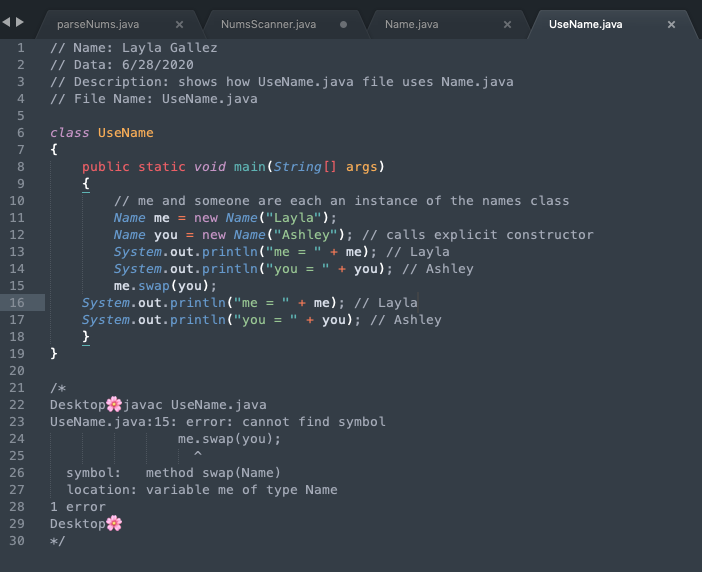 parseNums.java NumsScanner.java Name.java UseName.java
1 // Name: Layla Gallez
2 // Data: 6/28/2020
3 // Description: shows how UseName.java file uses Name.java
4 // File Name: UseName.java
5
6 class UseName
7 {
8     public static void main(String[] args)
9     {
10         // me and someone are each an instance of the names class
11         Name me = new Name("Layla");
12         Name you = new Name("Ashley"); // calls explicit constructor
13         System.out.println("me = " + me); // Layla
14         System.out.println("you = " + you); // Ashley
15         me.swap(you);
16     System.out.println("me = " + me); // Layla
17     System.out.println("you = " + you); // Ashley
18     }
19 }
20
21 /*
22 Desktop🌸javac UseName.java
23 UseName.java:15: error: cannot find symbol
24                 me.swap(you);
25                   ^
26   symbol:   method swap(Name)
27   location: variable me of type Name
28 1 error
29 Desktop🌸
30 */